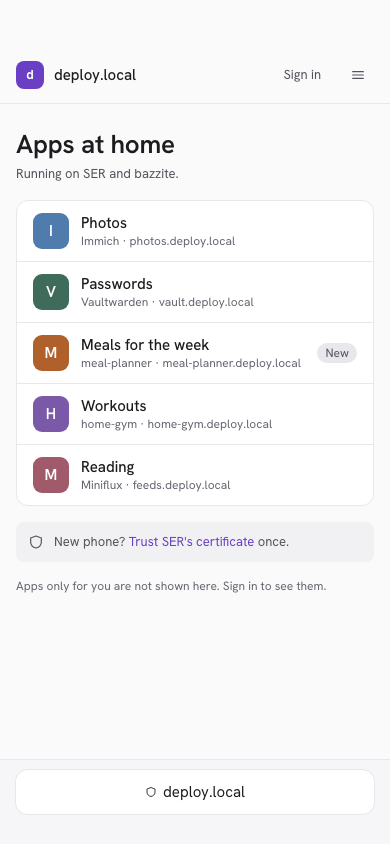 d deploy.local Sign in
Apps at home
Running on SER and bazzite.
I Photos
Immich · photos.deploy.local
V Passwords
Vaultwarden · vault.deploy.local
M Meals for the week
meal-planner · meal-planner.deploy.local
New
H Workouts
home-gym · home-gym.deploy.local
M Reading
Miniflux · feeds.deploy.local
New phone? Trust SER's certificate once.
Apps only for you are not shown here. Sign in to see them.
deploy.local